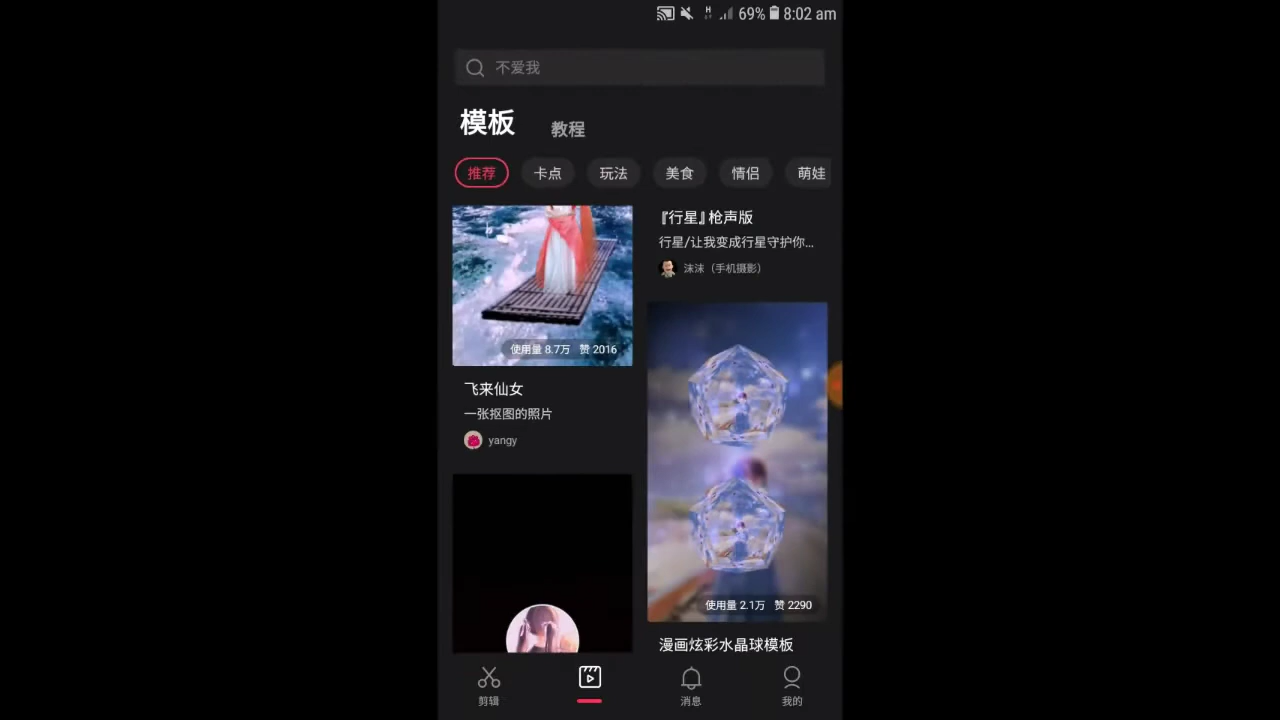 H 69% 8:02 am
不爱我
模板 教程
推荐 卡点 玩法 美食 情侣 萌娃
使用量 8.7万 赞 2016
飞来仙女
一张抠图的照片
yangy
『行星』枪声版
行星/让我变成行星守护你...
沫沫（手机摄影）
使用量 2.1万 赞 2290
漫画炫彩水晶球模板
剪辑 消息 我的